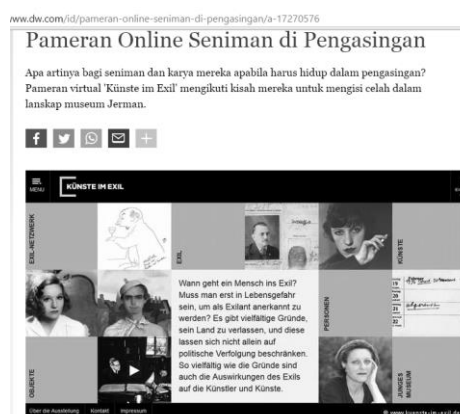 www.dw.com/id/pameran-online-seniman-di-pengasingan/a-17270576
Pameran Online Seniman di Pengasingan
Apa artinya bagi seniman dan karya mereka apabila harus hidup dalam pengasingan?
Pameran virtual 'Künste im Exil' mengikuti kisah mereka untuk mengisi celah dalam
lanskap museum Jerman.
MENU
KÜNSTE IM EXIL
EXIL-NETZWERK
EXIL
KÜNSTE
Wann geht ein Mensch ins Exil?
Muss man erst in Lebensgefahr
sein, um als Exilant anerkannt zu
werden? Es gibt vielfältige Gründe,
sein Land zu verlassen, und diese
lassen sich nicht allein auf
politische Verfolgung beschränken.
So vielfältig wie die Gründe sind
auch die Auswirkungen des Exils
auf die Künstler und Künste.
PERSONEN
19
20
21
22
OBJEKTE
JUNGES
MUSEUM
Über die Ausstellung
Kontakt
Impressum
© www.kuenste-im-exil.de